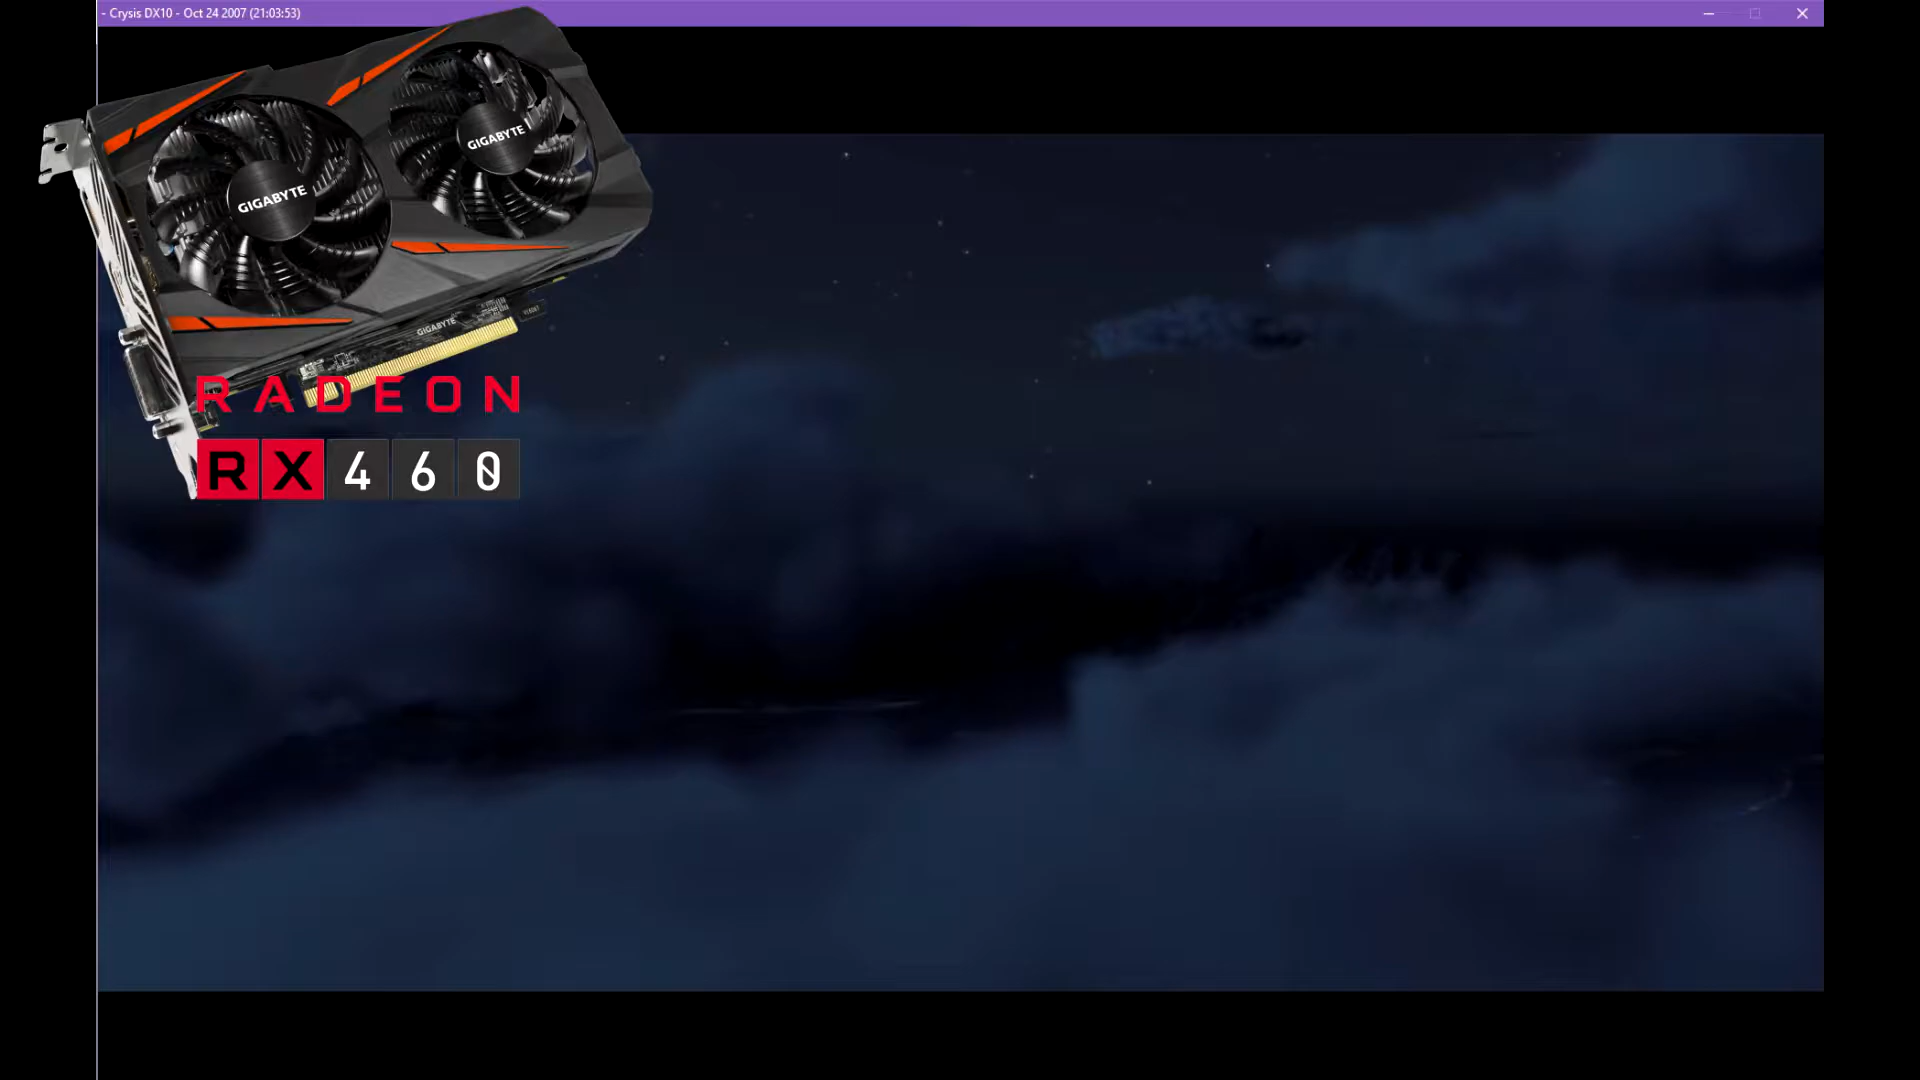 - Crysis DX10 - Oct 24 2007 (21:03:53)
GIGABYTE
GIGABYTE
GIGABYTE
RADEON
RX 460